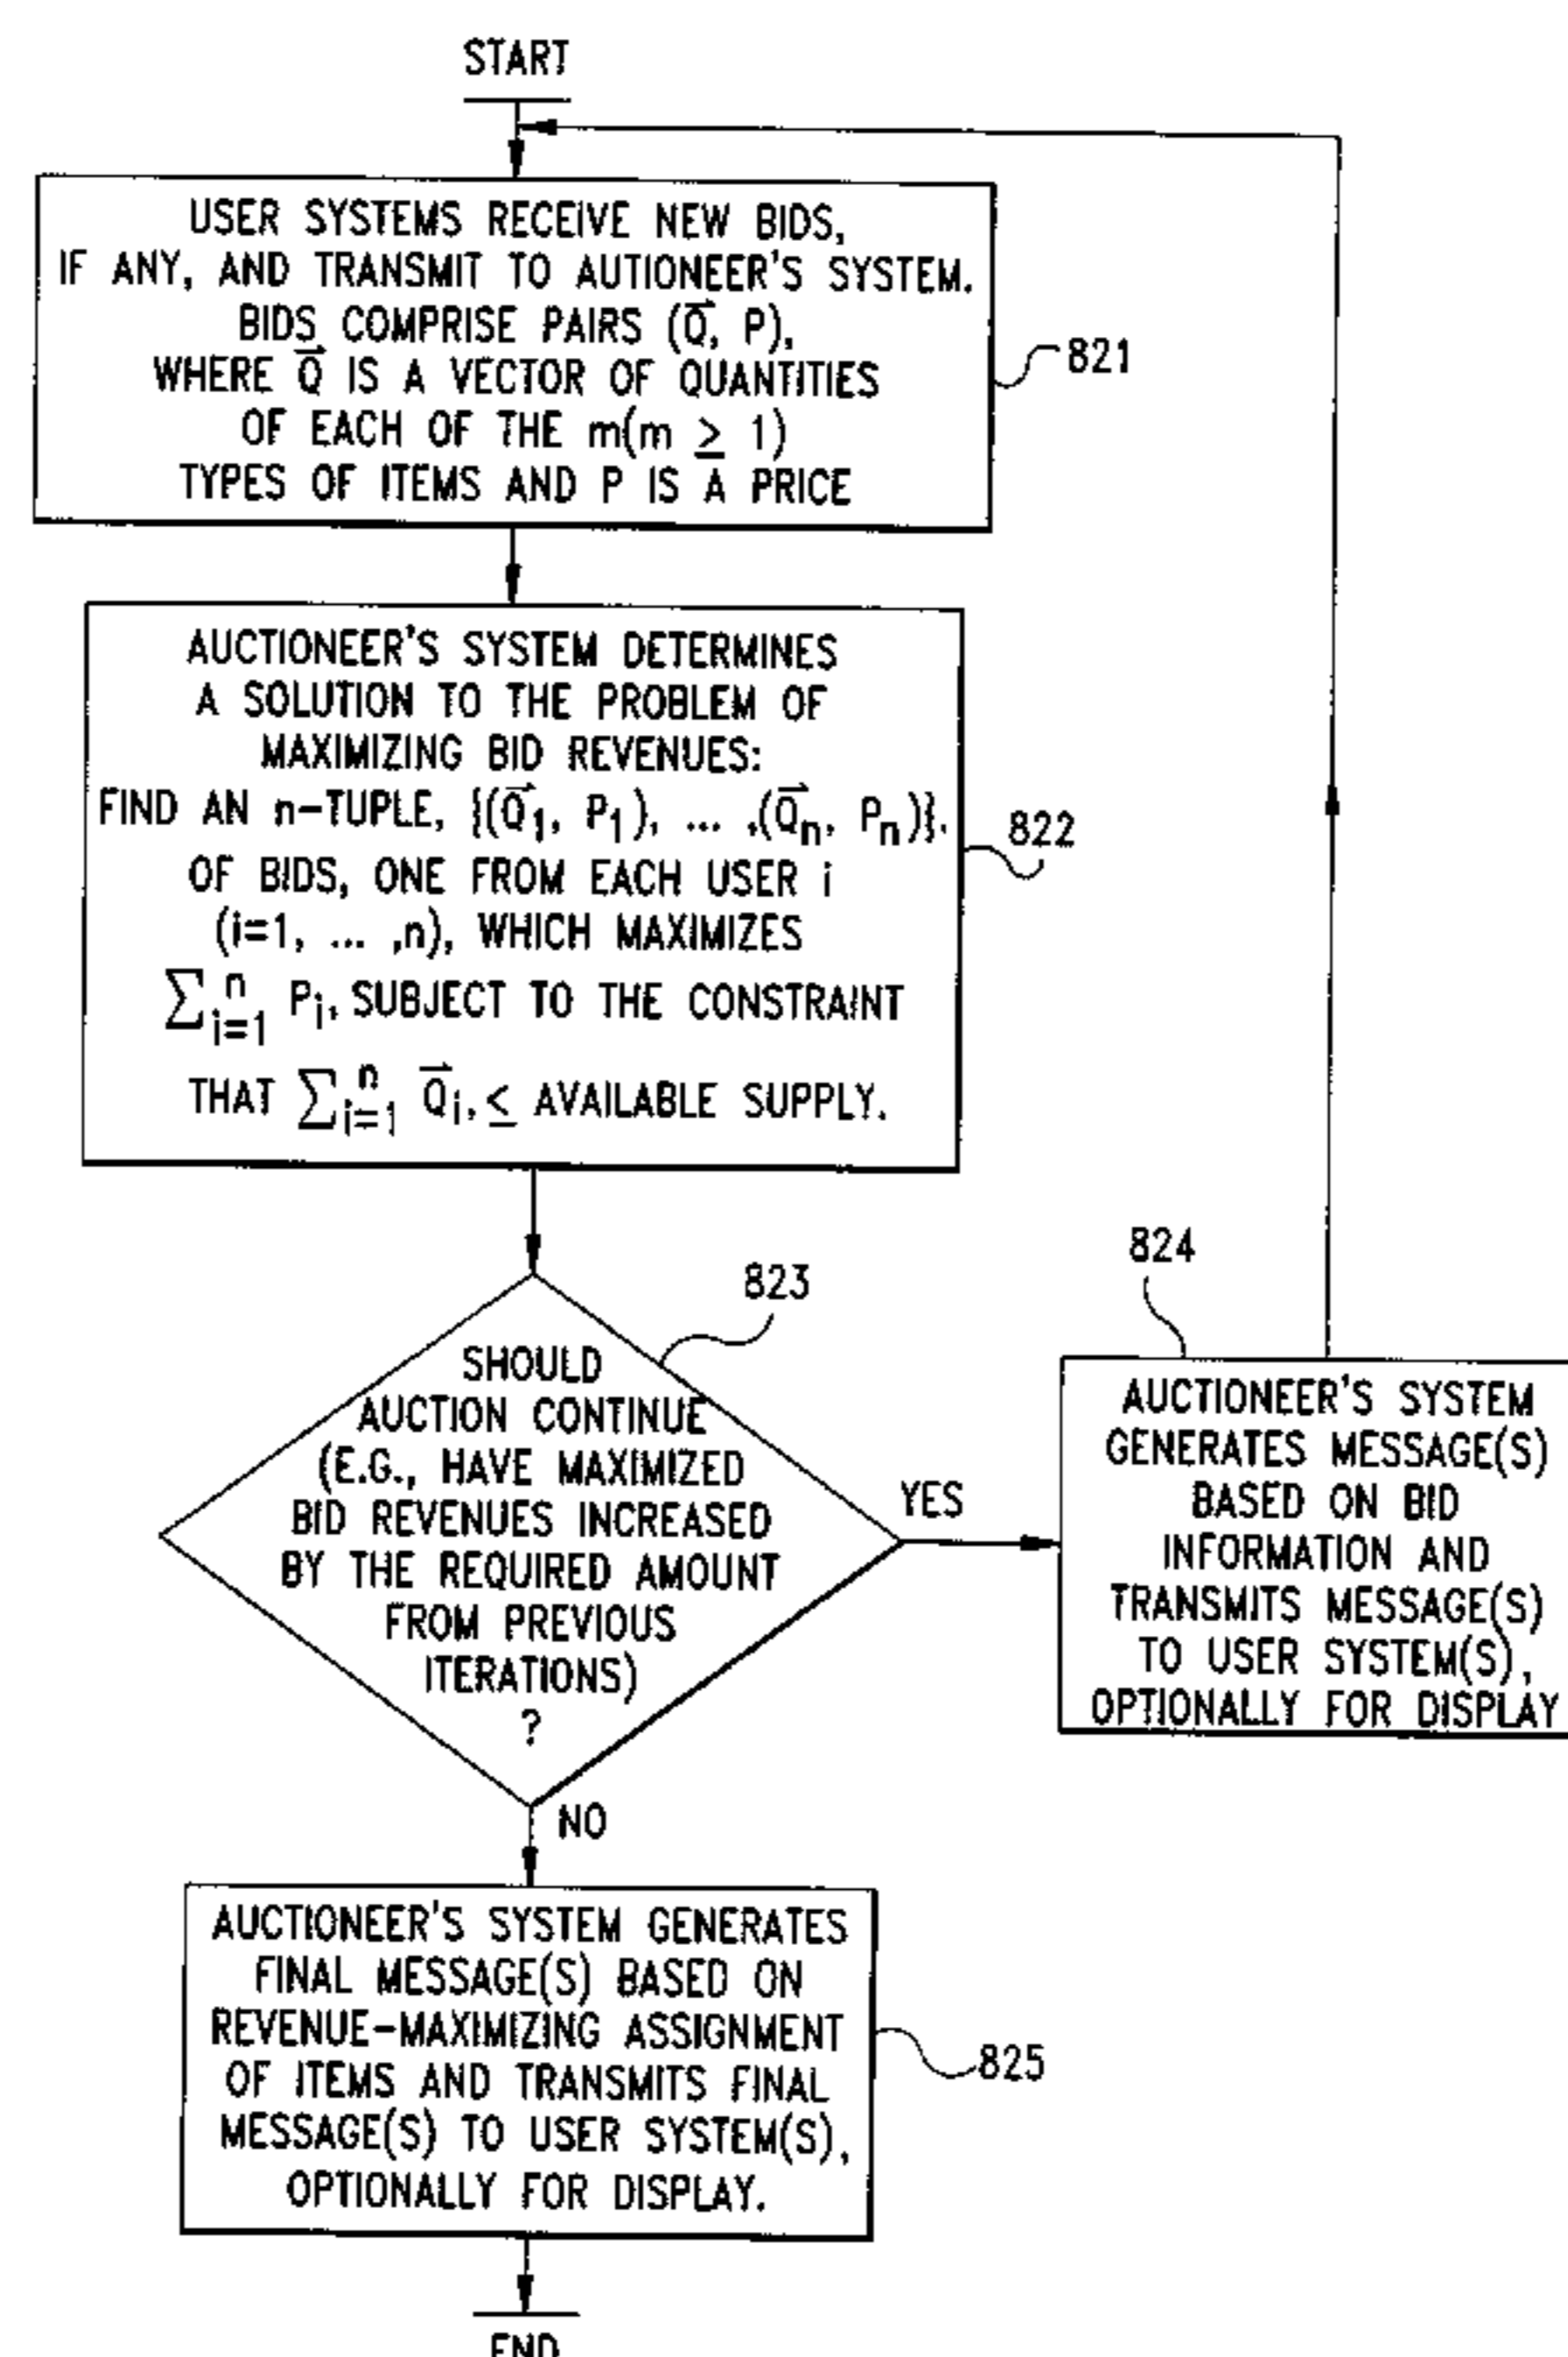 START
USER SYSTEMS RECEIVE NEW BIDS,
IF ANY, AND TRANSMIT TO AUTIONEER'S SYSTEM.
BIDS COMPRISE PAIRS (Q⃗, P),
WHERE Q⃗ IS A VECTOR OF QUANTITIES
OF EACH OF THE m(m ≥ 1)
TYPES OF ITEMS AND P IS A PRICE
821
AUCTIONEER'S SYSTEM DETERMINES
A SOLUTION TO THE PROBLEM OF
MAXIMIZING BID REVENUES:
FIND AN n-TUPLE, {(Q⃗₁, P₁), ... ,(Q⃗ₙ, Pₙ)},
OF BIDS, ONE FROM EACH USER i
(i=1, ... ,n), WHICH MAXIMIZES
∑ᵢ₌₁ⁿ Pᵢ, SUBJECT TO THE CONSTRAINT
THAT ∑ᵢ₌₁ⁿ Q⃗ᵢ, ≤ AVAILABLE SUPPLY.
822
823
SHOULD
AUCTION CONTINUE
(E.G., HAVE MAXIMIZED
BID REVENUES INCREASED
BY THE REQUIRED AMOUNT
FROM PREVIOUS
ITERATIONS)
?
YES
NO
824
AUCTIONEER'S SYSTEM
GENERATES MESSAGE(S)
BASED ON BID
INFORMATION AND
TRANSMITS MESSAGE(S)
TO USER SYSTEM(S),
OPTIONALLY FOR DISPLAY
AUCTIONEER'S SYSTEM GENERATES
FINAL MESSAGE(S) BASED ON
REVENUE-MAXIMIZING ASSIGNMENT
OF ITEMS AND TRANSMITS FINAL
MESSAGE(S) TO USER SYSTEM(S),
OPTIONALLY FOR DISPLAY.
825
END